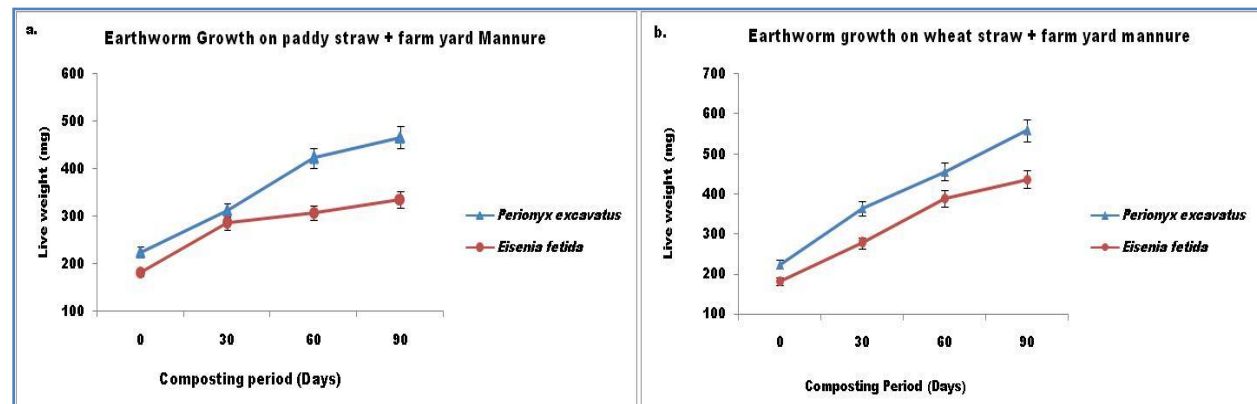 a.
Earthworm Growth on paddy straw + farm yard Mannure
600
500
400
300
200
100
Live weight (mg)
0 30 60 90
Composting period (Days)
Perionyx excavatus
Eisenia fetida
b.
Earthworm growth on wheat straw + farm yard mannure
700
600
500
400
300
200
100
Live weight (mg)
0 30 60 90
Composting Period (Days)
Perionyx excavatus
Eisenia fetida